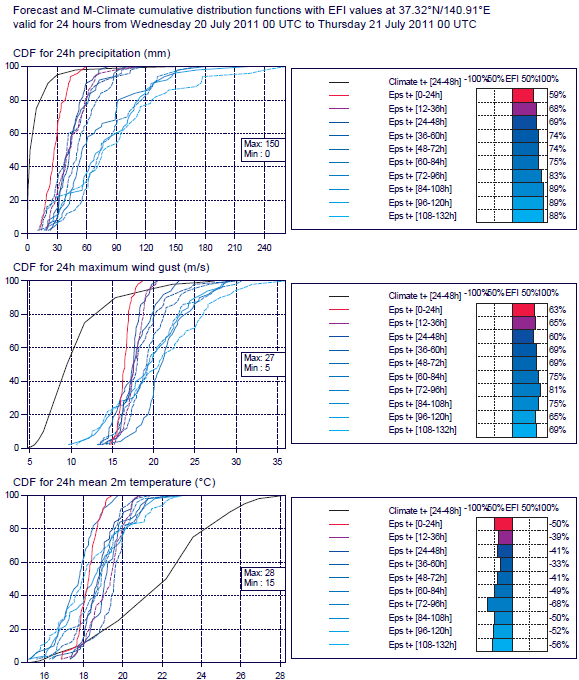 Forecast and M-Climate cumulative distribution functions with EFI values at 37.32°N/140.91°E
valid for 24 hours from Wednesday 20 July 2011 00 UTC to Thursday 21 July 2011 00 UTC
CDF for 24h precipitation (mm)
100
80
60
40
20
0
Max: 150
Min : 0
0 30 60 90 120 150 180 210 240
Climate t+ [24-48h] -100%50% EFI 50%100%
Eps t+ [0-24h] 59%
Eps t+ [12-36h] 68%
Eps t+ [24-48h] 69%
Eps t+ [36-60h] 74%
Eps t+ [48-72h] 74%
Eps t+ [60-84h] 75%
Eps t+ [72-96h] 83%
Eps t+ [84-108h] 89%
Eps t+ [96-120h] 89%
Eps t+ [108-132h] 88%
CDF for 24h maximum wind gust (m/s)
100
80
60
40
20
0
Max: 27
Min : 5
5 10 15 20 25 30 35
Climate t+ [24-48h] -100%50% EFI 50%100%
Eps t+ [0-24h] 63%
Eps t+ [12-36h] 65%
Eps t+ [24-48h] 60%
Eps t+ [36-60h] 69%
Eps t+ [48-72h] 69%
Eps t+ [60-84h] 75%
Eps t+ [72-96h] 81%
Eps t+ [84-108h] 75%
Eps t+ [96-120h] 65%
Eps t+ [108-132h] 69%
CDF for 24h mean 2m temperature (°C)
100
80
60
40
20
0
Max: 28
Min : 15
16 18 20 22 24 26 28
Climate t+ [24-48h] -100%50% EFI 50%100%
Eps t+ [0-24h] -50%
Eps t+ [12-36h] -39%
Eps t+ [24-48h] -41%
Eps t+ [36-60h] -33%
Eps t+ [48-72h] -41%
Eps t+ [60-84h] -49%
Eps t+ [72-96h] -68%
Eps t+ [84-108h] -50%
Eps t+ [96-120h] -52%
Eps t+ [108-132h] -56%